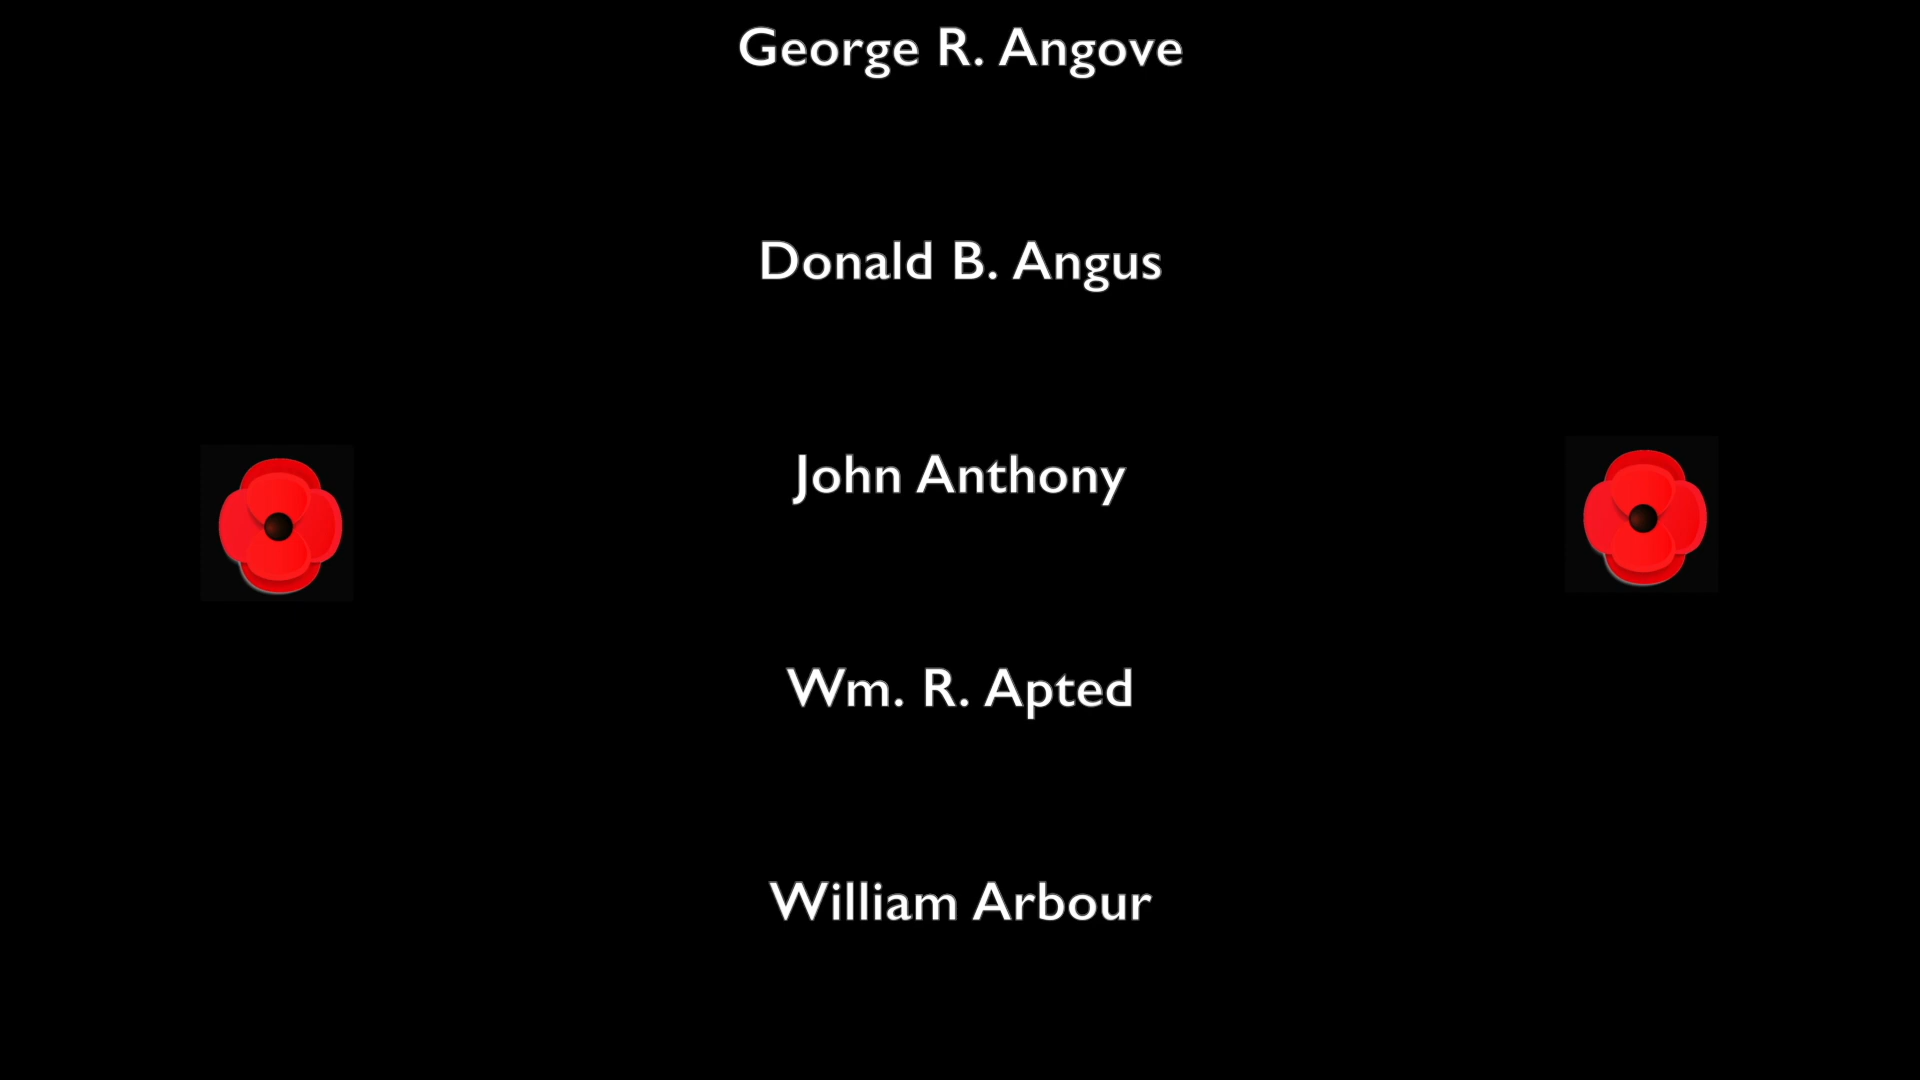 George R. Angove
Donald B. Angus
John Anthony
Wm. R. Apted
William Arbour